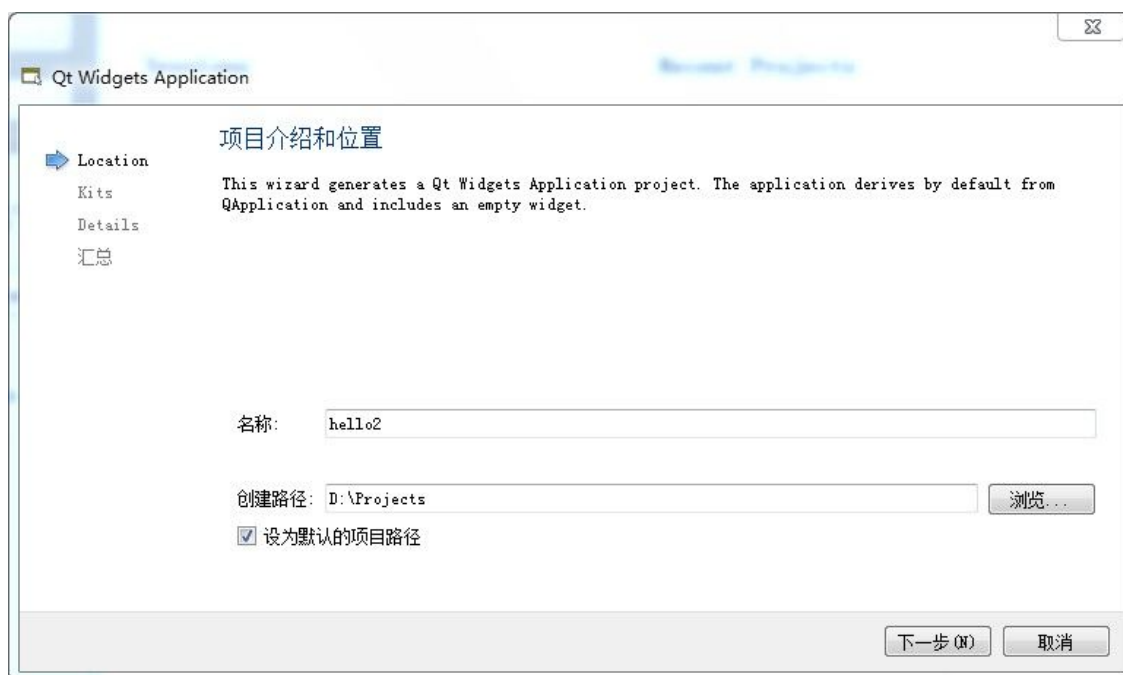 Recent Projects
Qt Widgets Application
项目介绍和位置
Location
Kits
Details
汇总
This wizard generates a Qt Widgets Application project. The application derives by default from
QApplication and includes an empty widget.
名称:
hello2
创建路径:
D:\Projects
浏览...
设为默认的项目路径
下一步(N)
取消